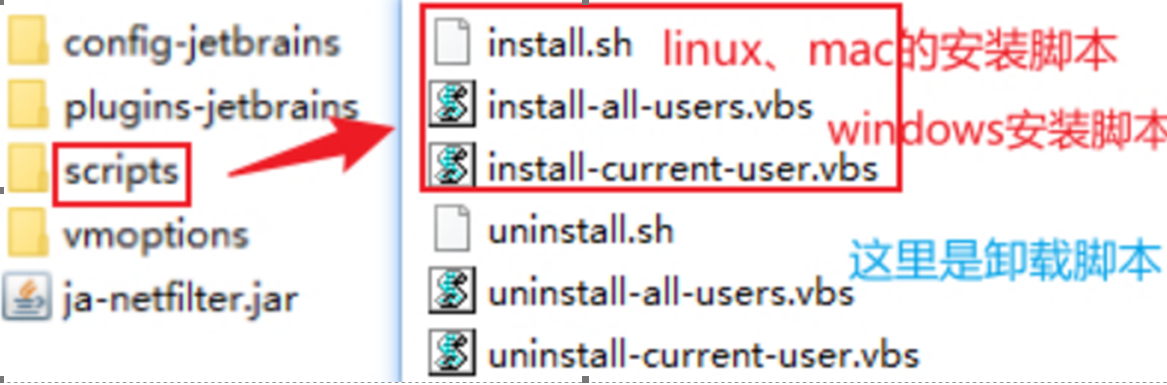 config-jetbrains
plugins-jetbrains
scripts
vmoptions
ja-netfilter.jar
install.sh
linux、mac的安装脚本
install-all-users.vbs
windows安装脚本
install-current-user.vbs
uninstall.sh
这里是卸载脚本
uninstall-all-users.vbs
uninstall-current-user.vbs